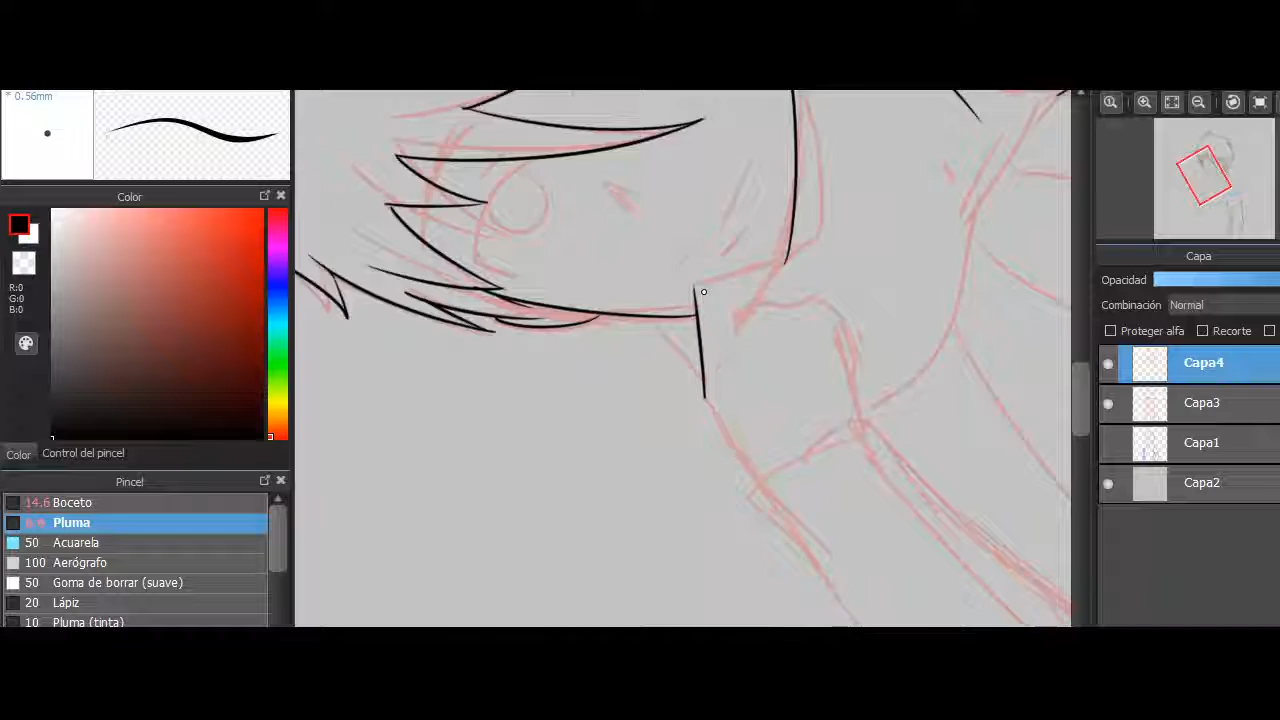 * 0.56mm
Color
R:0
G:0
B:0
Color Control del pincel
Pincel
14.6 Boceto
Pluma
50 Acuarela
100 Aerógrafo
50 Goma de borrar (suave)
20 Lápiz
10 Pluma (tinta)
Capa
Opacidad
Combinación Normal
Proteger alfa Recorte
Capa4
Capa3
Capa1
Capa2